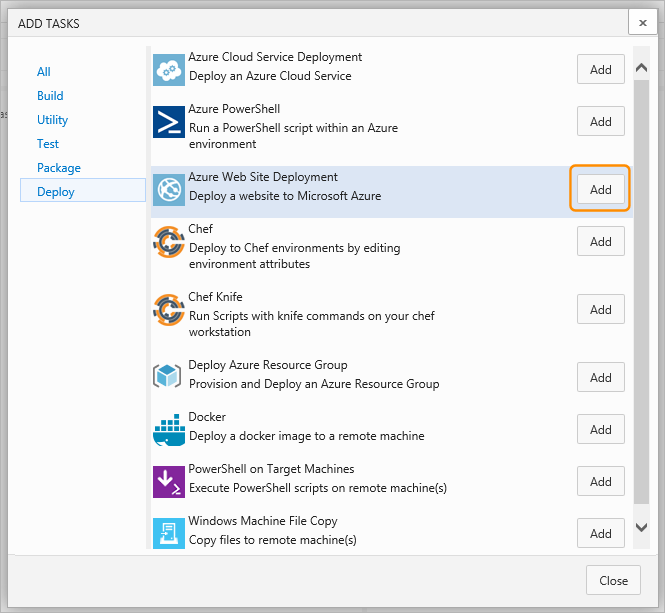 ADD TASKS
All
Build
Utility
Test
Package
Deploy
Azure Cloud Service Deployment
Deploy an Azure Cloud Service
Add
Azure PowerShell
Run a PowerShell script within an Azure
environment
Add
Azure Web Site Deployment
Deploy a website to Microsoft Azure
Add
Chef
Deploy to Chef environments by editing
environment attributes
Add
Chef Knife
Run Scripts with knife commands on your chef
workstation
Add
Deploy Azure Resource Group
Provision and Deploy an Azure Resource Group
Add
Docker
Deploy a docker image to a remote machine
Add
PowerShell on Target Machines
Execute PowerShell scripts on remote machine(s)
Add
Windows Machine File Copy
Copy files to remote machine(s)
Add
Close